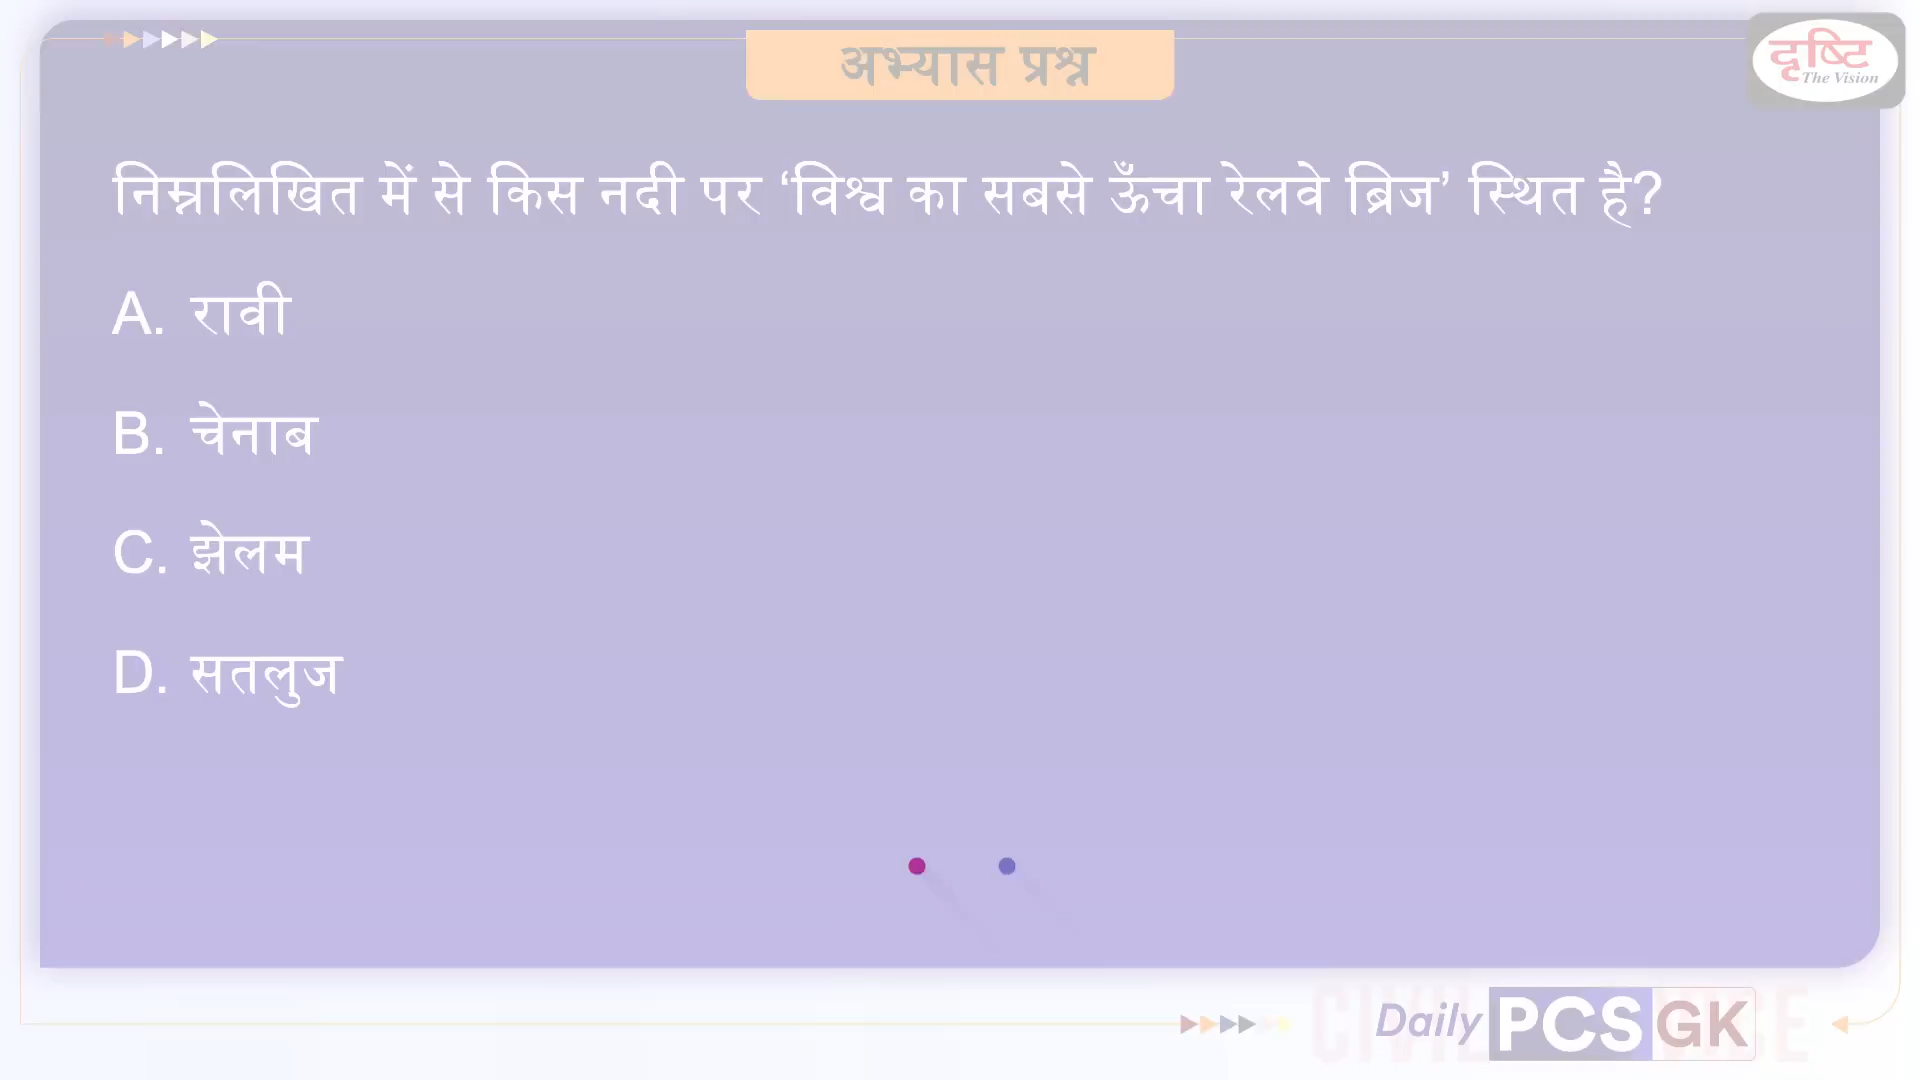 अभ्यास प्रश्न
दृष्टि
The Vision
निम्नलिखित में से किस नदी पर ‘विश्व का सबसे ऊँचा रेलवे ब्रिज’ स्थित है?
A. रावी
B. चेनाब
C. झेलम
D. सतलुज
Daily PCS GK